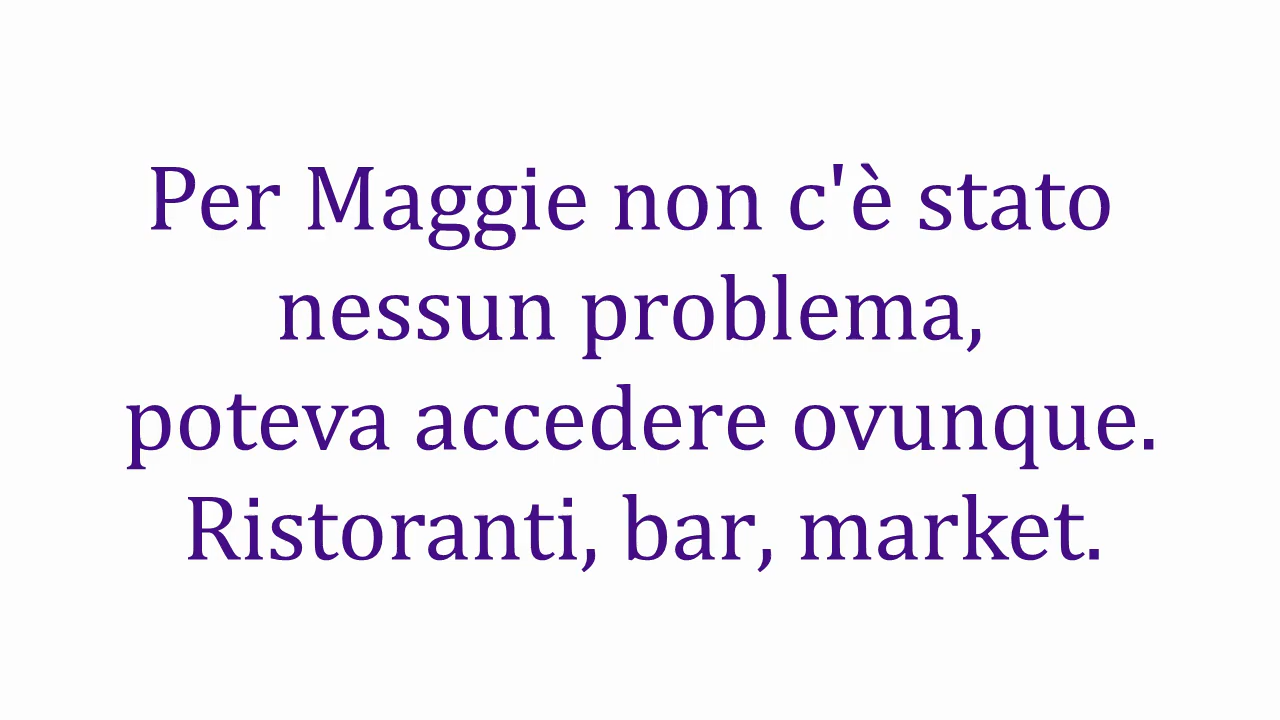 Per Maggie non c'è stato
nessun problema,
poteva accedere ovunque.
Ristoranti, bar, market.